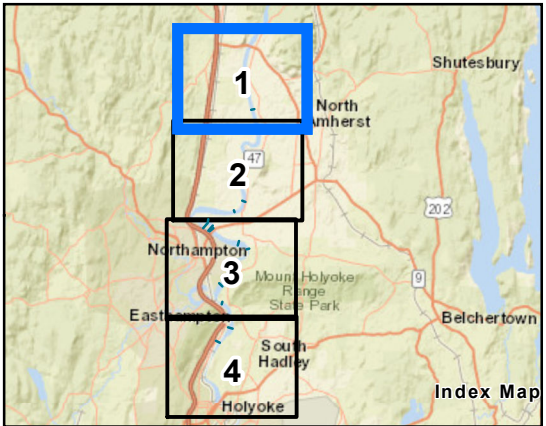 Shutesbury
1
North
Amherst
47
2
202
Northampton
3
Mount Holyoke
Range
State Park
9
Easthampton
Belchertown
South
Hadley
4
Index Map
Holyoke